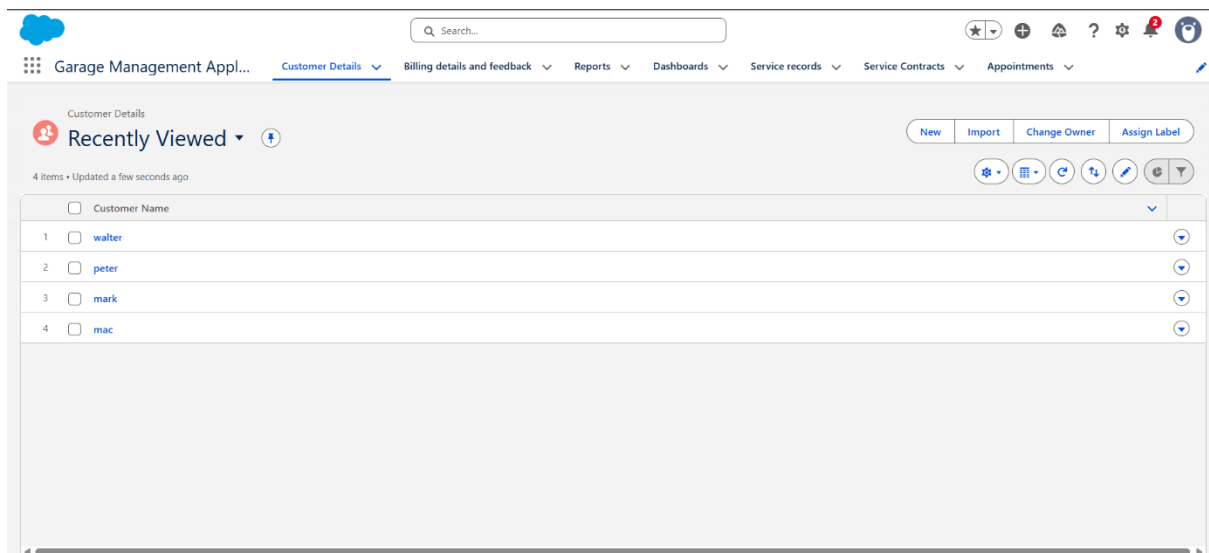 Search...
2
Garage Management Appl...
Customer Details
Billing details and feedback
Reports
Dashboards
Service records
Service Contracts
Appointments
Customer Details
Recently Viewed
New
Import
Change Owner
Assign Label
4 items • Updated a few seconds ago
Customer Name
1 walter
2 peter
3 mark
4 mac